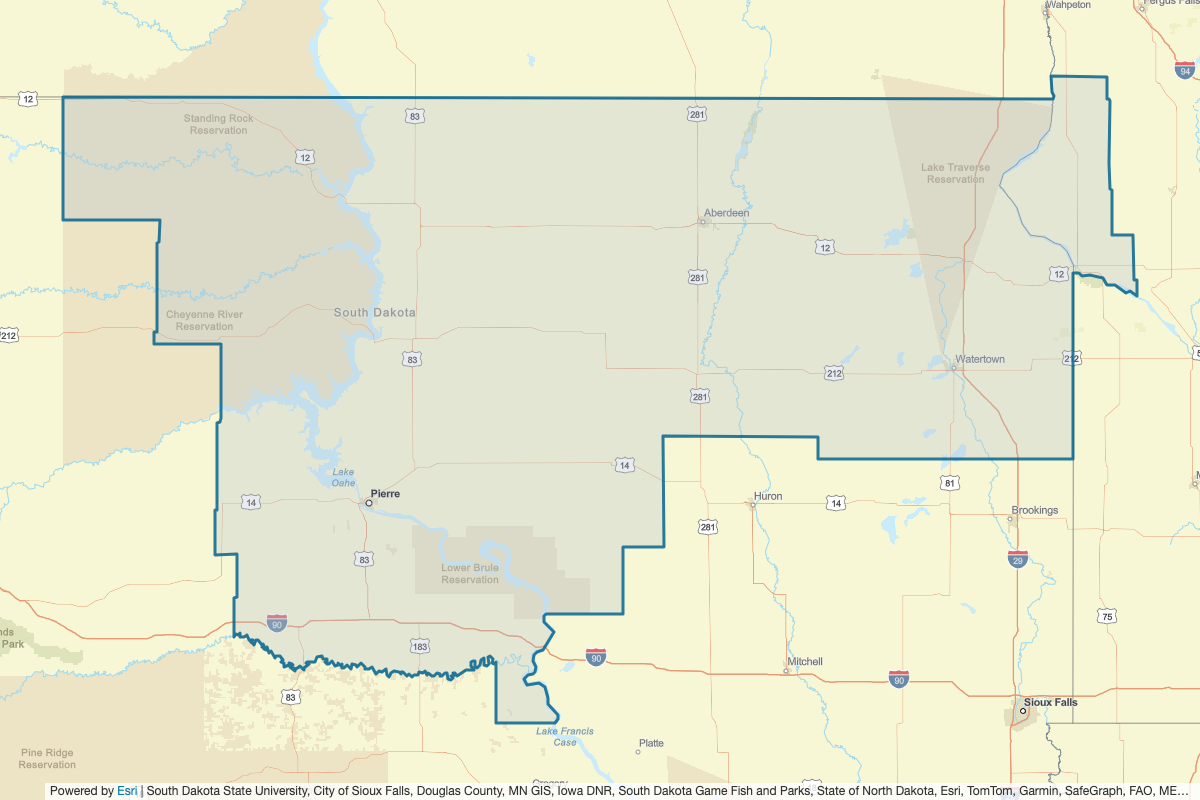 Wahpeton
Fergus Falls
94
12
Standing Rock
Reservation
83
281
12
Lake Traverse
Reservation
Aberdeen
12
12
281
South Dakota
Cheyenne River
Reservation
212
83
212
Watertown
212
281
14
Lake
Oahe
Pierre
14
81
Huron
14
Brookings
281
83
29
Lower Brule
Reservation
90
75
Park
183
90
Mitchell
90
83
Sioux Falls
Lake Francis
Case
Platte
Pine Ridge
Reservation
Powered by Esri | South Dakota State University, City of Sioux Falls, Douglas County, MN GIS, Iowa DNR, South Dakota Game Fish and Parks, State of North Dakota, Esri, TomTom, Garmin, SafeGraph, FAO, ME...